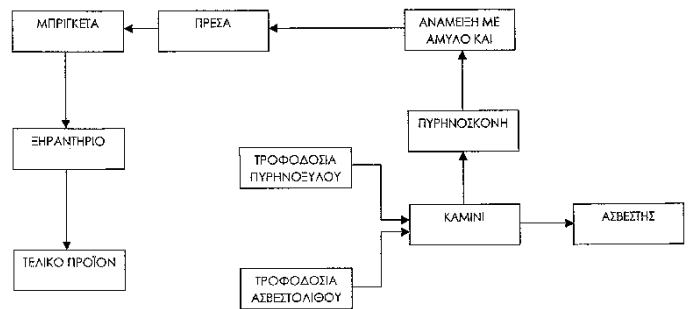 ΜΠΡΙΓΚΕΤΑ
ΠΡΕΣΑ
ΑΝΑΜΕΙΞΗ ΜΕ
ΑΜΥΛΟ ΚΑΙ
ΞΗΡΑΝΤΗΡΙΟ
ΠΥΡΗΝΟΣΚΟΝΗ
ΤΡΟΦΟΔΟΣΙΑ
ΠΥΡΗΝΟΞΥΛΟΥ
ΚΑΜΙΝΙ
ΑΣΒΕΣΤΗΣ
ΤΕΛΙΚΟ ΠΡΟΪΟΝ
ΤΡΟΦΟΔΟΣΙΑ
ΑΣΒΕΣΤΟΛΙΘΟΥ